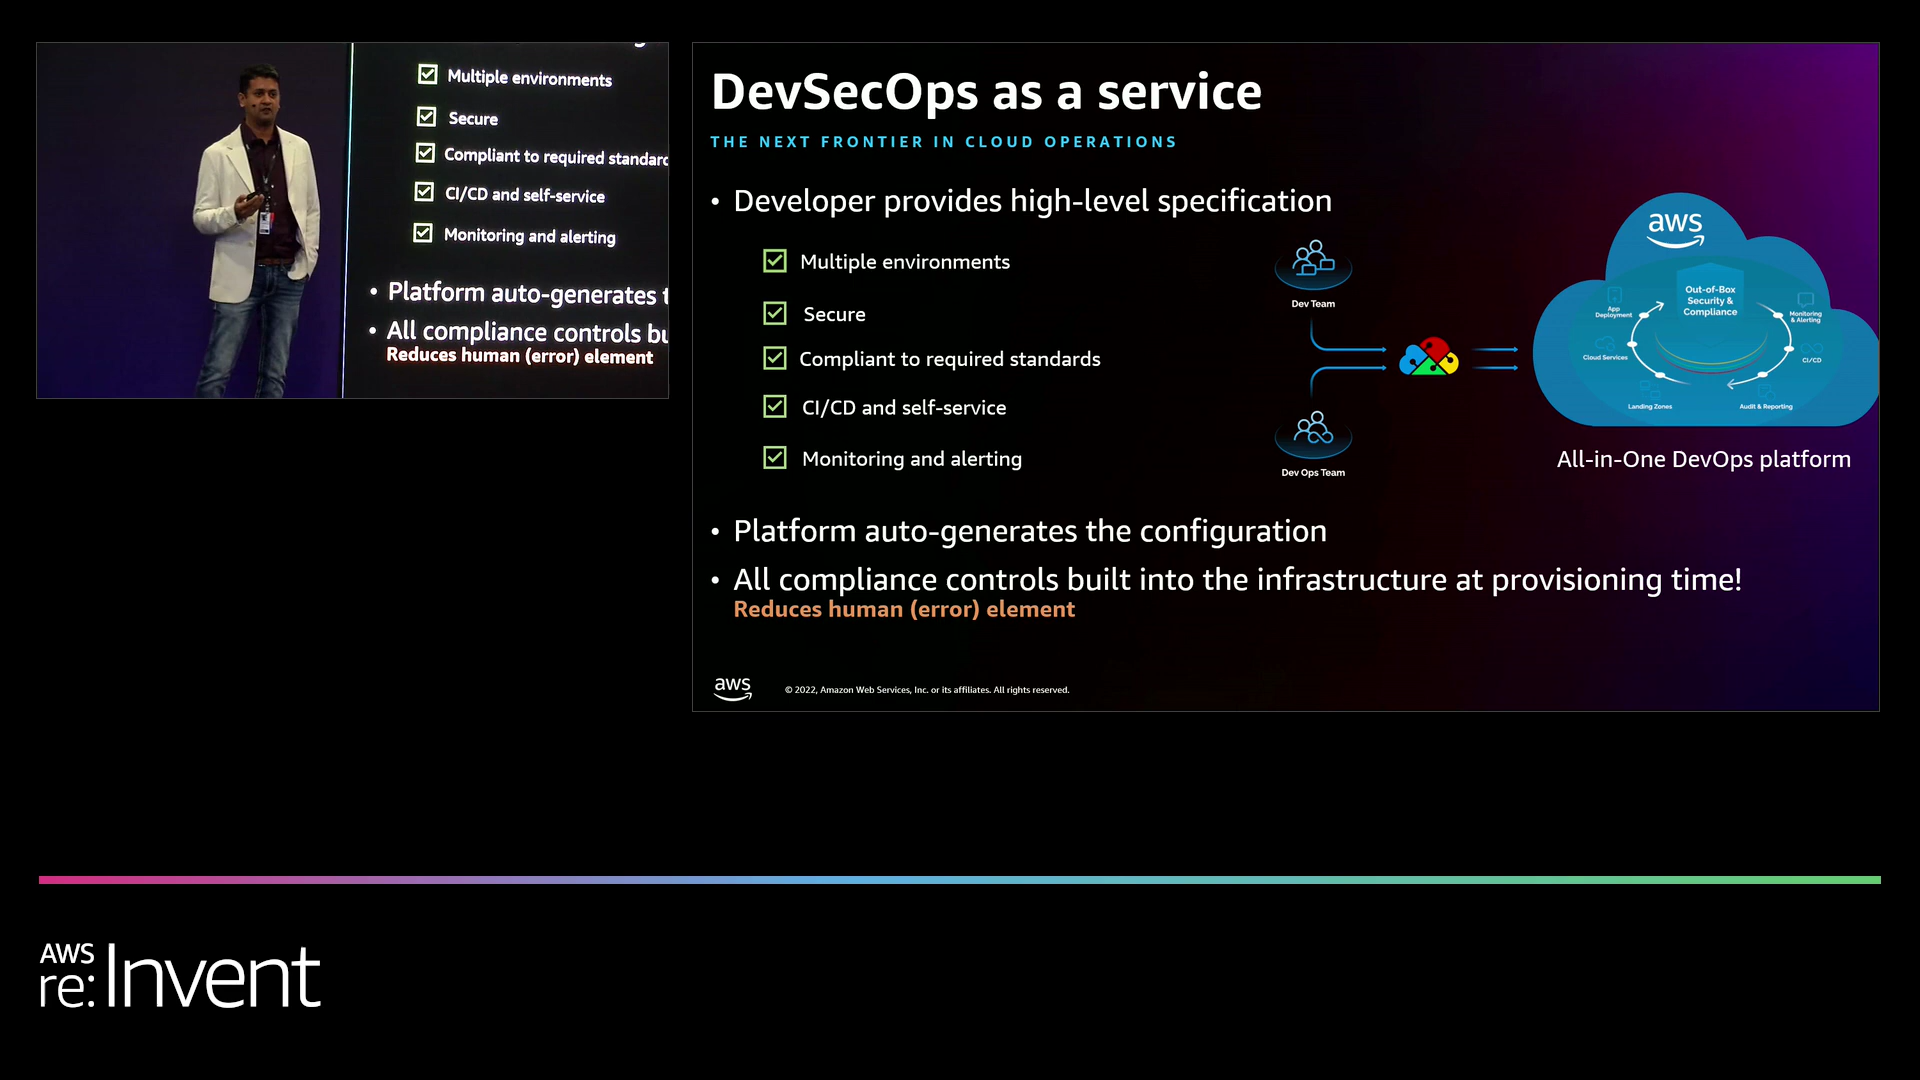 Multiple environments
Secure
Compliant to required standard
CI/CD and self-service
Monitoring and alerting
• Platform auto-generates
• All compliance controls
Reduces human (error) element
DevSecOps as a service
THE NEXT FRONTIER IN CLOUD OPERATIONS
• Developer provides high-level specification
Multiple environments
Secure
Compliant to required standards
CI/CD and self-service
Monitoring and alerting
Dev Team
Dev Ops Team
aws
Out-of-Box
Security &
Compliance
App
Deployment
Monitoring
& Alerting
Cloud Services
CI/CD
Landing Zones
Audit & Reporting
All-in-One DevOps platform
• Platform auto-generates the configuration
• All compliance controls built into the infrastructure at provisioning time!
Reduces human (error) element
aws
© 2022, Amazon Web Services, Inc. or its affiliates. All rights reserved.
AWS
re:Invent